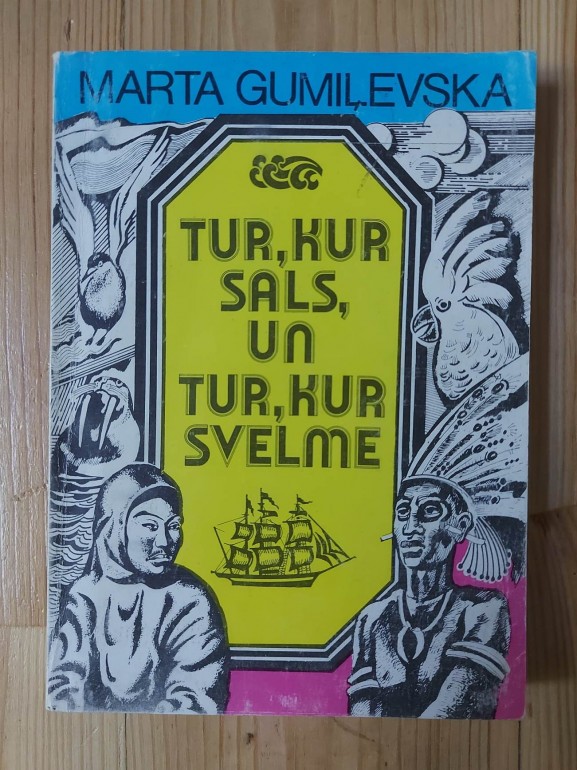 MARTA GUMIĻEVSKA
TUR, KUR
SALS,
UN
TUR, KUR
SVELME